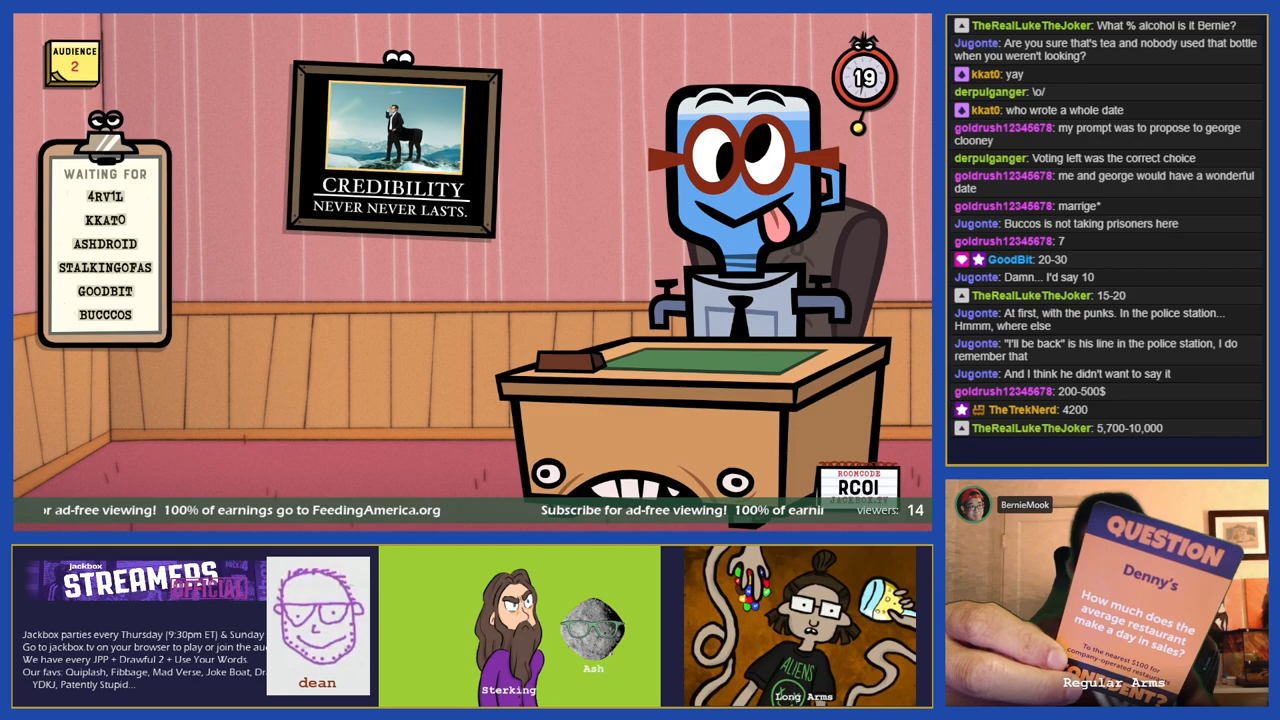 AUDIENCE
2
WAITING FOR
4RV1L
KKAT0
ASHDROID
STALKINGOFAS
GOODBIT
BUCCCOS
CREDIBILITY
NEVER NEVER LASTS.
19
ROOMCODE
RCOI
JACKBOX.TV
or ad-free viewing!  100% of earnings go to FeedingAmerica.org
Subscribe for ad-free viewing!  100% of earni
viewers: 14
TheRealLukeTheJoker: What % alcohol is it Bernie?
Jugonte: Are you sure that's tea and nobody used that bottle
when you weren't looking?
kkat0: yay
derpulganger: \o/
kkat0: who wrote a whole date
goldrush12345678: my prompt was to propose to george
clooney
derpulganger: Voting left was the correct choice
goldrush12345678: me and george would have a wonderful
date
goldrush12345678: marrige*
Jugonte: Buccos is not taking prisoners here
goldrush12345678: 7
GoodBit: 20-30
Jugonte: Damn... I'd say 10
TheRealLukeTheJoker: 15-20
Jugonte: At first, with the punks. In the police station...
Hmmm, where else
Jugonte: "I'll be back" is his line in the police station, I do
remember that
Jugonte: And I think he didn't want to say it
goldrush12345678: 200-500$
TheTrekNerd: 4200
TheRealLukeTheJoker: 5,700-10,000
jackbox
STREAMERS
OFFICIAL
Jackbox parties every Thursday (9:30pm ET) & Sunday
Go to jackbox.tv on your browser to play or join the au
We have every JPP + Drawful 2 + Use Your Words
Our favs: Quiplash, Fibbage, Mad Verse, Joke Boat, Dr
YDKJ, Patently Stupid...
dean
Sterking
Ash
ALIENS
Long Arms
BernieMook
QUESTION
Denny's
How much does the
average restaurant
make a day in sales?
To the nearest $100 for
company-operated
Regular Arms